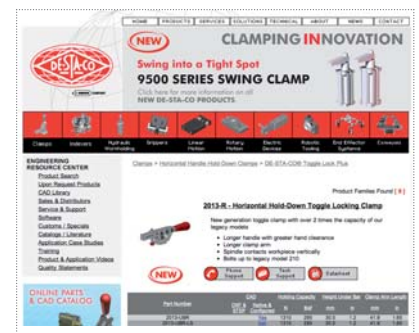 HOME PRODUCTS SERVICES SOLUTIONS TECHNICAL ABOUT NEWS CONTACT
DE-STA-CO
NEW
CLAMPING INNOVATION
Swing into a Tight Spot
9500 SERIES SWING CLAMP
Click here for more information on all
NEW DE-STA-CO PRODUCTS
Clamps Indexers Hydraulic Workholding Grippers Linear Motion Rotary Motion Electric Devices Robotic Tooling End Effector Systems Conveyors
ENGINEERING
RESOURCE CENTER
Product Search
Upon Request Products
CAD Library
Sales & Distributors
Service & Support
Software
Customs / Specials
Catalogs / Literature
Application Case Studies
Training
Product & Application Videos
Quality Statements
ONLINE PARTS
& CAD CATALOG
Clamps > Horizontal Handle Hold-Down Clamps > DE-STA-CO® Toggle Lock Plus
Product Families Found
2013-R - Horizontal Hold-Down Toggle Locking Clamp
New generation toggle clamp with over 2 times the capacity of our
legacy models
• Longer handle with greater hand clearance
• Longer clamp arm
• Spindle contacts workpiece vertically
• Bolts up to legacy model 210
NEW
Phone Support
Tech Support
Datasheet
Part Number
CAD
Holding Capacity
Height Under Bar
Clamp Arm Length